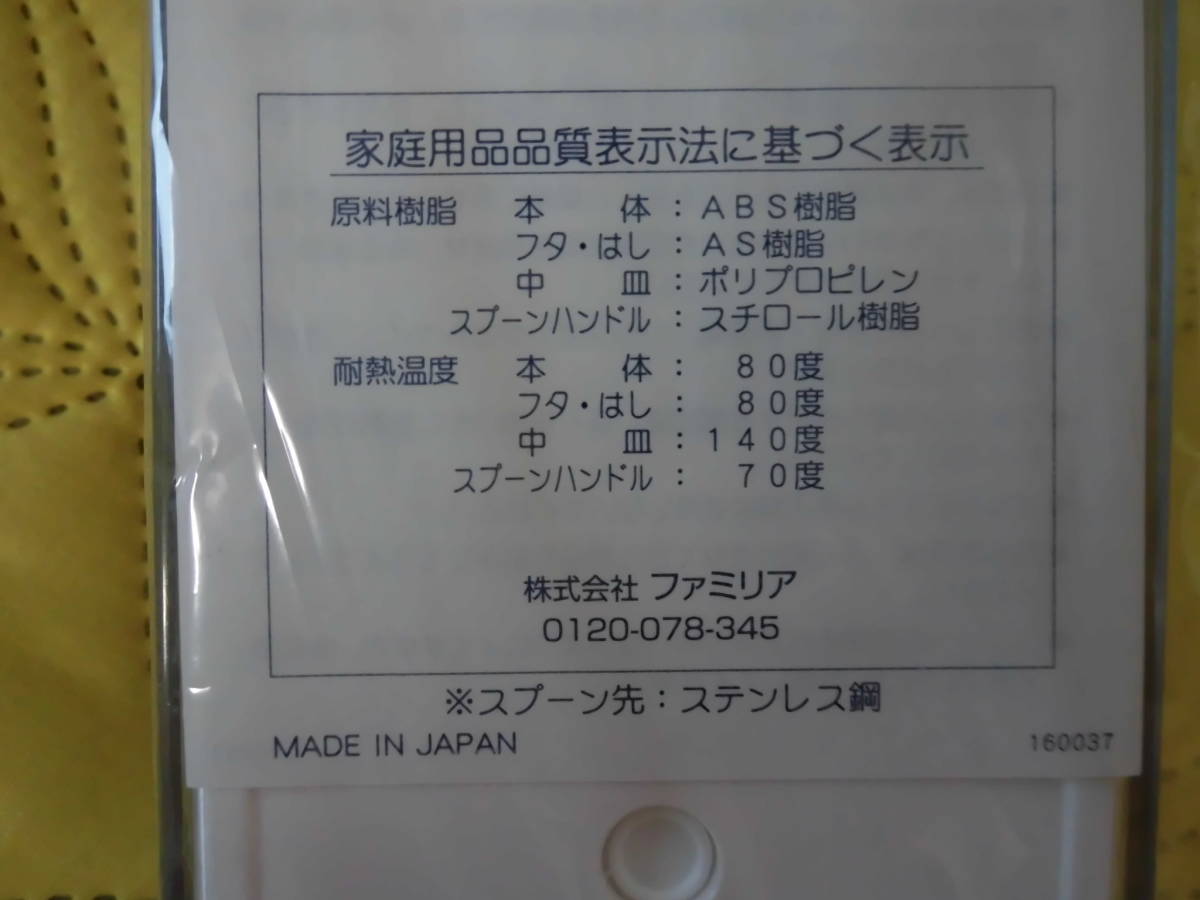 家庭用品品質表示法に基づく表示
原料樹脂 本 体：ＡＢＳ樹脂
フタ・はし：ＡＳ樹脂
中 皿：ポリプロピレン
スプーンハンドル：スチロール樹脂
耐熱温度 本 体： ８０度
フタ・はし： ８０度
中 皿：１４０度
スプーンハンドル： ７０度
株式会社 ファミリア
0120-078-345
※スプーン先：ステンレス鋼
MADE IN JAPAN 160037